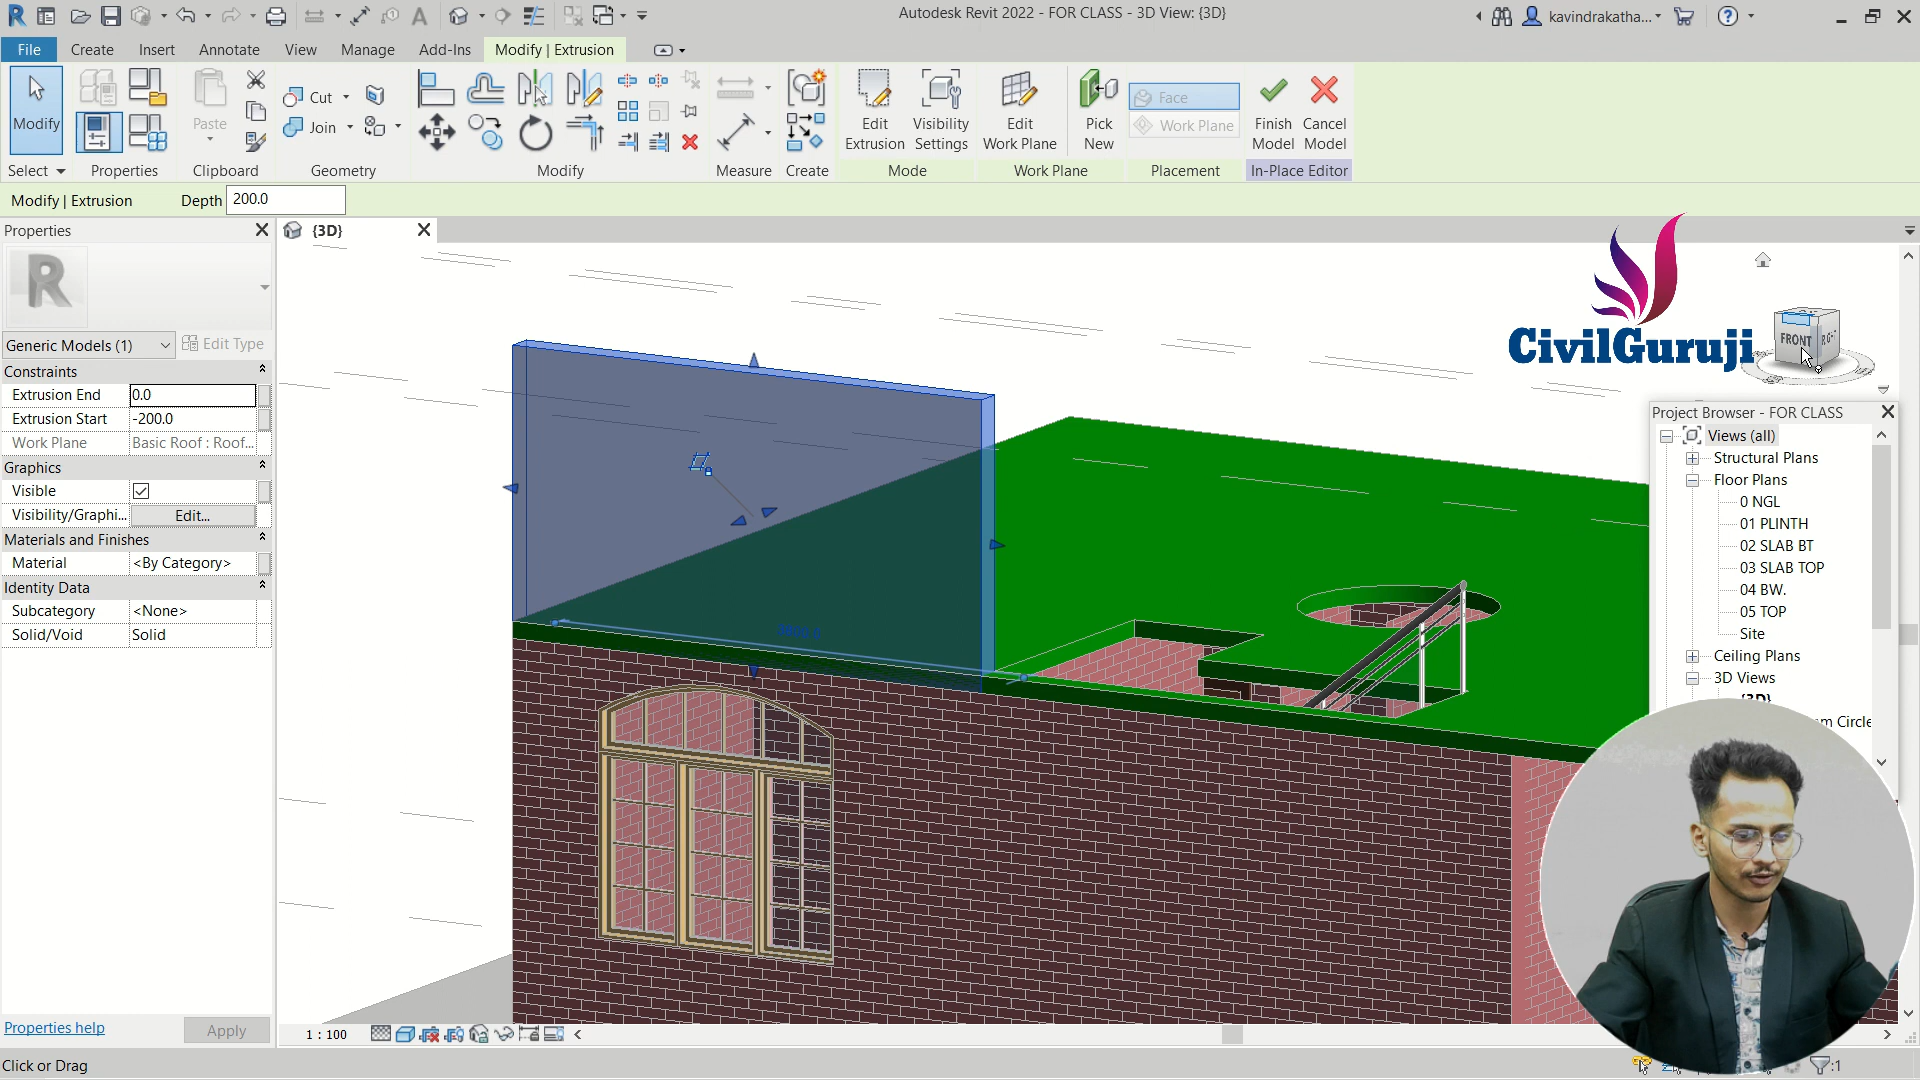 Autodesk Revit 2022 - FOR CLASS - 3D View: {3D}
kavindrakatha...
File Create Insert Annotate View Manage Add-Ins Modify | Extrusion
Modify
Paste
Cut
Join
Edit Extrusion
Visibility Settings
Edit Work Plane
Pick New
Face
Work Plane
Finish Model
Cancel Model
Select Properties Clipboard Geometry Modify Measure Create Mode Work Plane Placement In-Place Editor
Modify | Extrusion Depth 200.0
Properties
{3D}
R
Generic Models (1) Edit Type
Constraints
Extrusion End 0.0
Extrusion Start -200.0
Work Plane Basic Roof : Roof...
Graphics
Visible
Visibility/Graphi... Edit...
Materials and Finishes
Material <By Category>
Identity Data
Subcategory <None>
Solid/Void Solid
Properties help Apply
CivilGuruji
FRONT
Project Browser - FOR CLASS
Views (all)
Structural Plans
Floor Plans
0 NGL
01 PLINTH
02 SLAB BT
03 SLAB TOP
04 BW.
05 TOP
Site
Ceiling Plans
3D Views
{3D}
m Circle
1 : 100
Click or Drag
:1